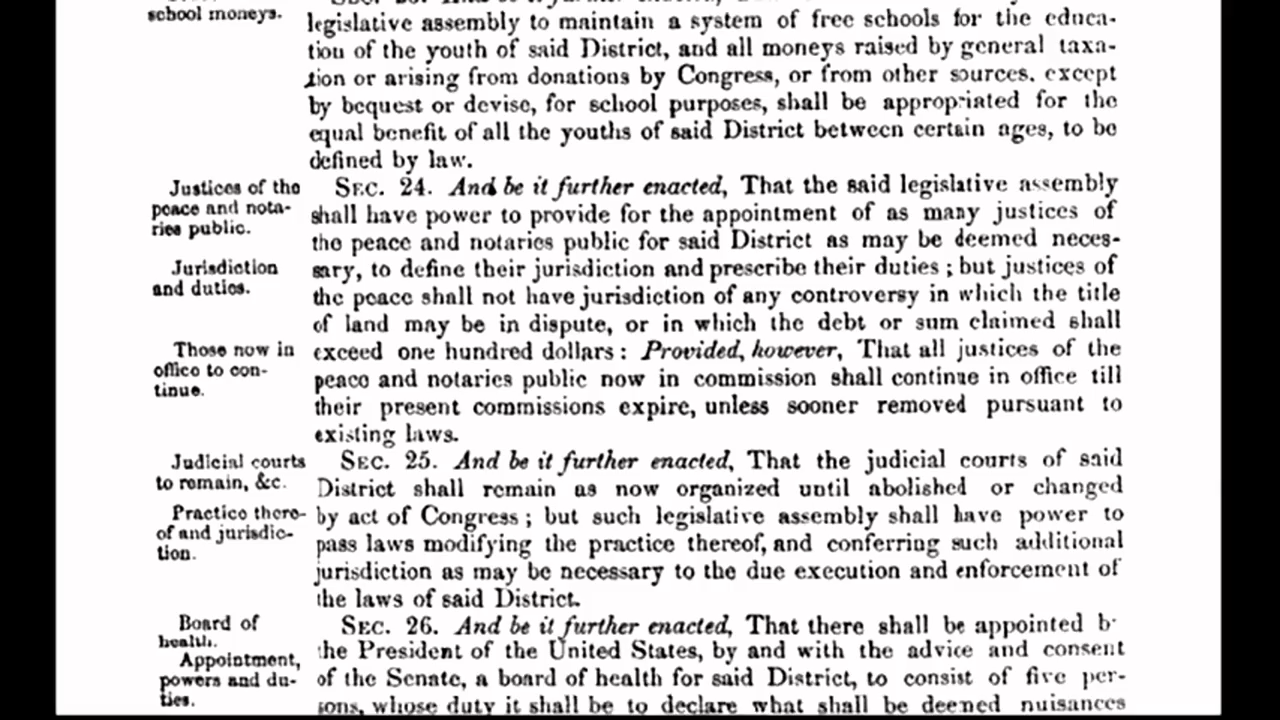 school moneys.
legislative assembly to maintain a system of free schools for the educa-
tion of the youth of said District, and all moneys raised by general taxa-
tion or arising from donations by Congress, or from other sources, except
by bequest or devise, for school purposes, shall be appropriated for the
equal benefit of all the youths of said District between certain ages, to be
defined by law.
Justices of the
peace and nota-
ries public.
Jurisdiction
and duties.
Those now in
office to con-
tinue.
SEC. 24. And be it further enacted, That the said legislative assembly
shall have power to provide for the appointment of as many justices of
the peace and notaries public for said District as may be deemed neces-
sary, to define their jurisdiction and prescribe their duties; but justices of
the peace shall not have jurisdiction of any controversy in which the title
of land may be in dispute, or in which the debt or sum claimed shall
exceed one hundred dollars: Provided, however, That all justices of the
peace and notaries public now in commission shall continue in office till
their present commissions expire, unless sooner removed pursuant to
existing laws.
Judicial courts
to remain, &c.
Practice there-
of and jurisdic-
tion.
SEC. 25. And be it further enacted, That the judicial courts of said
District shall remain as now organized until abolished or changed
by act of Congress; but such legislative assembly shall have power to
pass laws modifying the practice thereof, and conferring such additional
jurisdiction as may be necessary to the due execution and enforcement of
the laws of said District.
Board of
health.
Appointment,
powers and du-
ties.
SEC. 26. And be it further enacted, That there shall be appointed b
the President of the United States, by and with the advice and consent
of the Senate, a board of health for said District, to consist of five per-
sons, whose duty it shall be to declare what shall be deemed nuisances